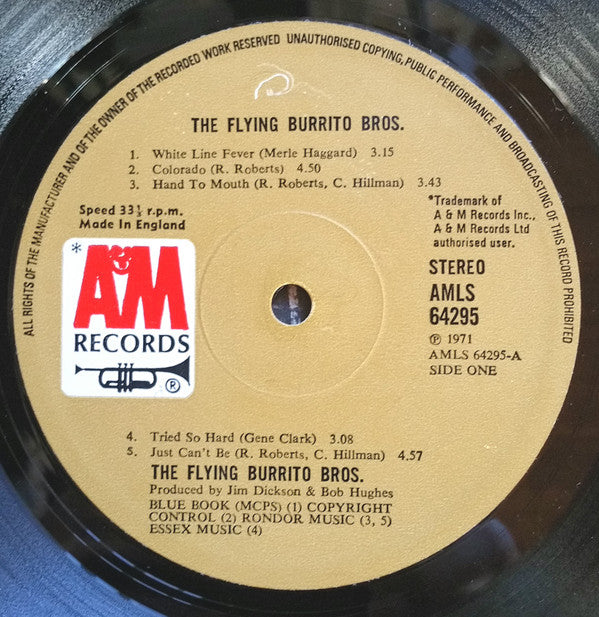 ALL RIGHTS OF THE MANUFACTURER AND OF THE OWNER OF THE RECORDED WORK RESERVED UNAUTHORISED COPYING, PUBLIC PERFORMANCE AND BROADCASTING OF THIS RECORD PROHIBITED
THE FLYING BURRITO BROS.
1. White Line Fever (Merle Haggard) 3.15
2. Colorado (R. Roberts) 4.50
3. Hand To Mouth (R. Roberts, C. Hillman) 3.43
Speed 33⅓ r.p.m.
Made In England
*Trademark of
A & M Records Inc.,
A & M Records Ltd
authorised user.
*
A&M
RECORDS
®
STEREO
AMLS
64295
℗ 1971
AMLS 64295-A
SIDE ONE
4. Tried So Hard (Gene Clark) 3.08
5. Just Can't Be (R. Roberts, C. Hillman) 4.57
THE FLYING BURRITO BROS.
Produced by Jim Dickson & Bob Hughes
BLUE BOOK (MCPS) (1) COPYRIGHT
CONTROL (2) RONDOR MUSIC (3, 5)
ESSEX MUSIC (4)